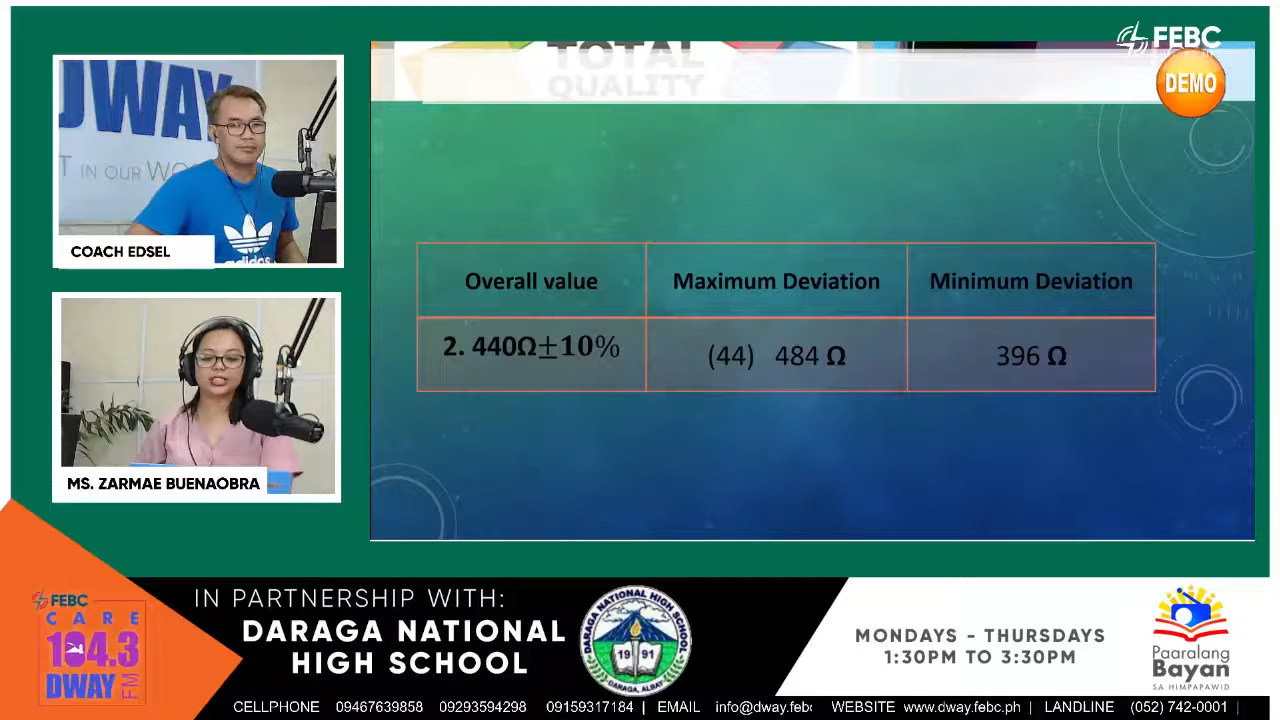 FEBC
DEMO
TOTAL
QUALITY
DWAY
IN OUR
adidas
COACH EDSEL
MS. ZARMAE BUENAOBRA
Overall value
Maximum Deviation
Minimum Deviation
2. 440Ω±10%
(44) 484 Ω
396 Ω
FEBC
CARE
104.3
DWAY FM
IN PARTNERSHIP WITH:
DARAGA NATIONAL
HIGH SCHOOL
DARAGA NATIONAL HIGH SCHOOL
1991
DARAGA, ALBAY
MONDAYS - THURSDAYS
1:30PM TO 3:30PM
Paaralang
Bayan
SA HIMPAPAWID
CELLPHONE 09467639858 09293594298 09159317184 | EMAIL info@dway.febc WEBSITE www.dway.febc.ph | LANDLINE (052) 742-0001 |